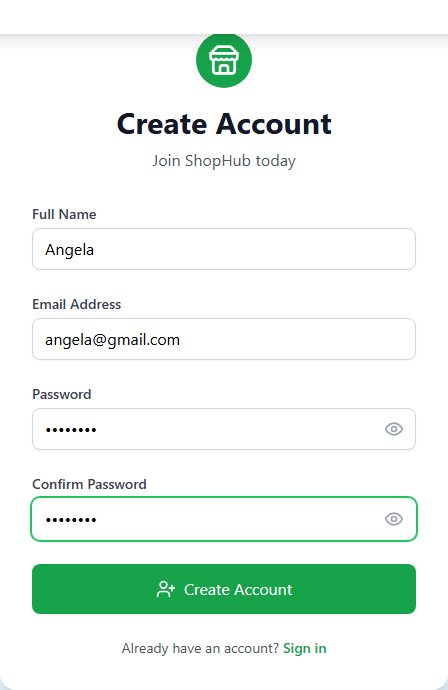 Create Account
Join ShopHub today
Full Name
Angela
Email Address
angela@gmail.com
Password
••••••••
Confirm Password
••••••••
Create Account
Already have an account? Sign in